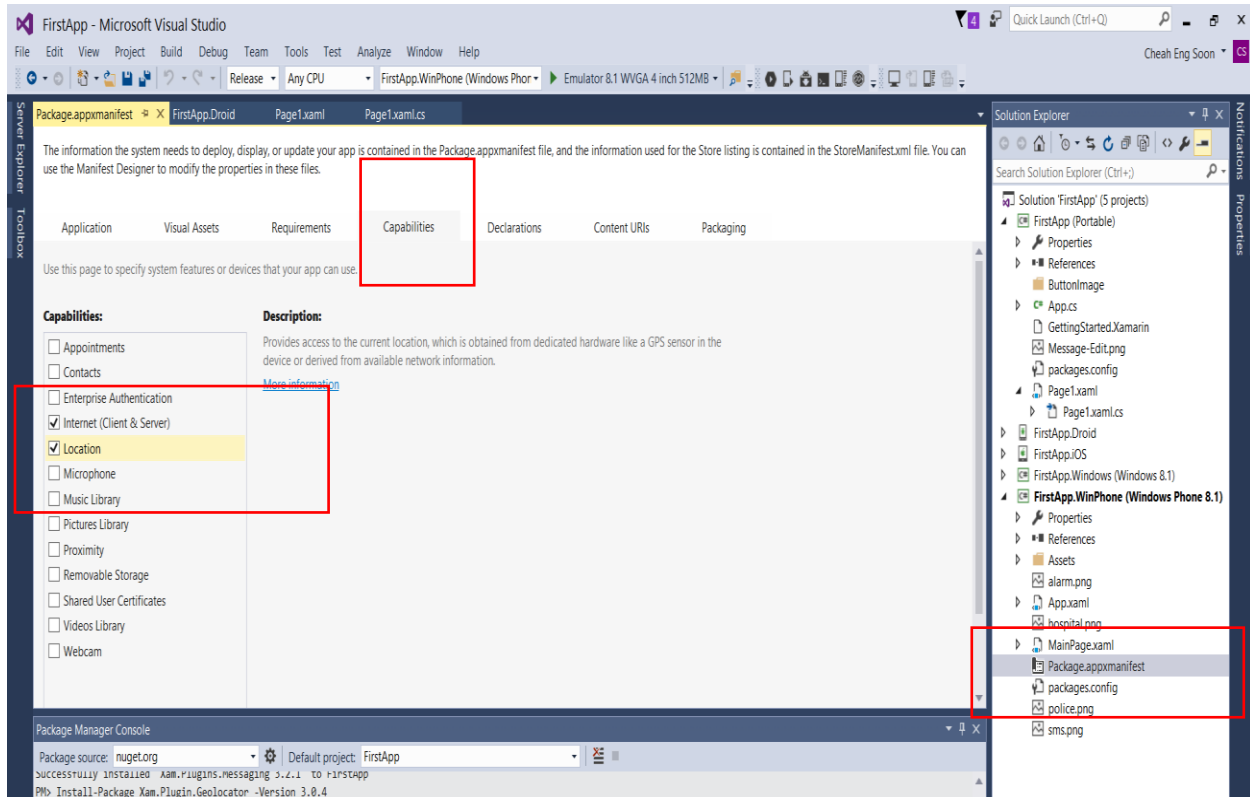 FirstApp - Microsoft Visual Studio
4
Quick Launch (Ctrl+Q)
File Edit View Project Build Debug Team Tools Test Analyze Window Help
Cheah Eng Soon CS
Release Any CPU FirstApp.WinPhone (Windows Phor Emulator 8.1 WVGA 4 inch 512MB
Server Explorer
Toolbox
Package.appxmanifest FirstApp.Droid Page1.xaml Page1.xaml.cs
The information the system needs to deploy, display, or update your app is contained in the Package.appxmanifest file, and the information used for the Store listing is contained in the StoreManifest.xml file. You can
use the Manifest Designer to modify the properties in these files.
Application Visual Assets Requirements Capabilities Declarations Content URIs Packaging
Use this page to specify system features or devices that your app can use.
Capabilities:
Appointments
Contacts
Enterprise Authentication
Internet (Client & Server)
Location
Microphone
Music Library
Pictures Library
Proximity
Removable Storage
Shared User Certificates
Videos Library
Webcam
Description:
Provides access to the current location, which is obtained from dedicated hardware like a GPS sensor in the
device or derived from available network information.
More information
Package Manager Console
Package source: nuget.org Default project: FirstApp
Successfully installed 'Xam.Plugins.Messaging 3.2.1' to FirstApp
PM> Install-Package Xam.Plugin.Geolocator -Version 3.0.4
Solution Explorer
Search Solution Explorer (Ctrl+;)
Solution 'FirstApp' (5 projects)
FirstApp (Portable)
Properties
References
ButtonImage
App.cs
GettingStarted.Xamarin
Message-Edit.png
packages.config
Page1.xaml
Page1.xaml.cs
FirstApp.Droid
FirstApp.iOS
FirstApp.Windows (Windows 8.1)
FirstApp.WinPhone (Windows Phone 8.1)
Properties
References
Assets
alarm.png
App.xaml
hospital.png
MainPage.xaml
Package.appxmanifest
packages.config
police.png
sms.png
Notifications
Properties